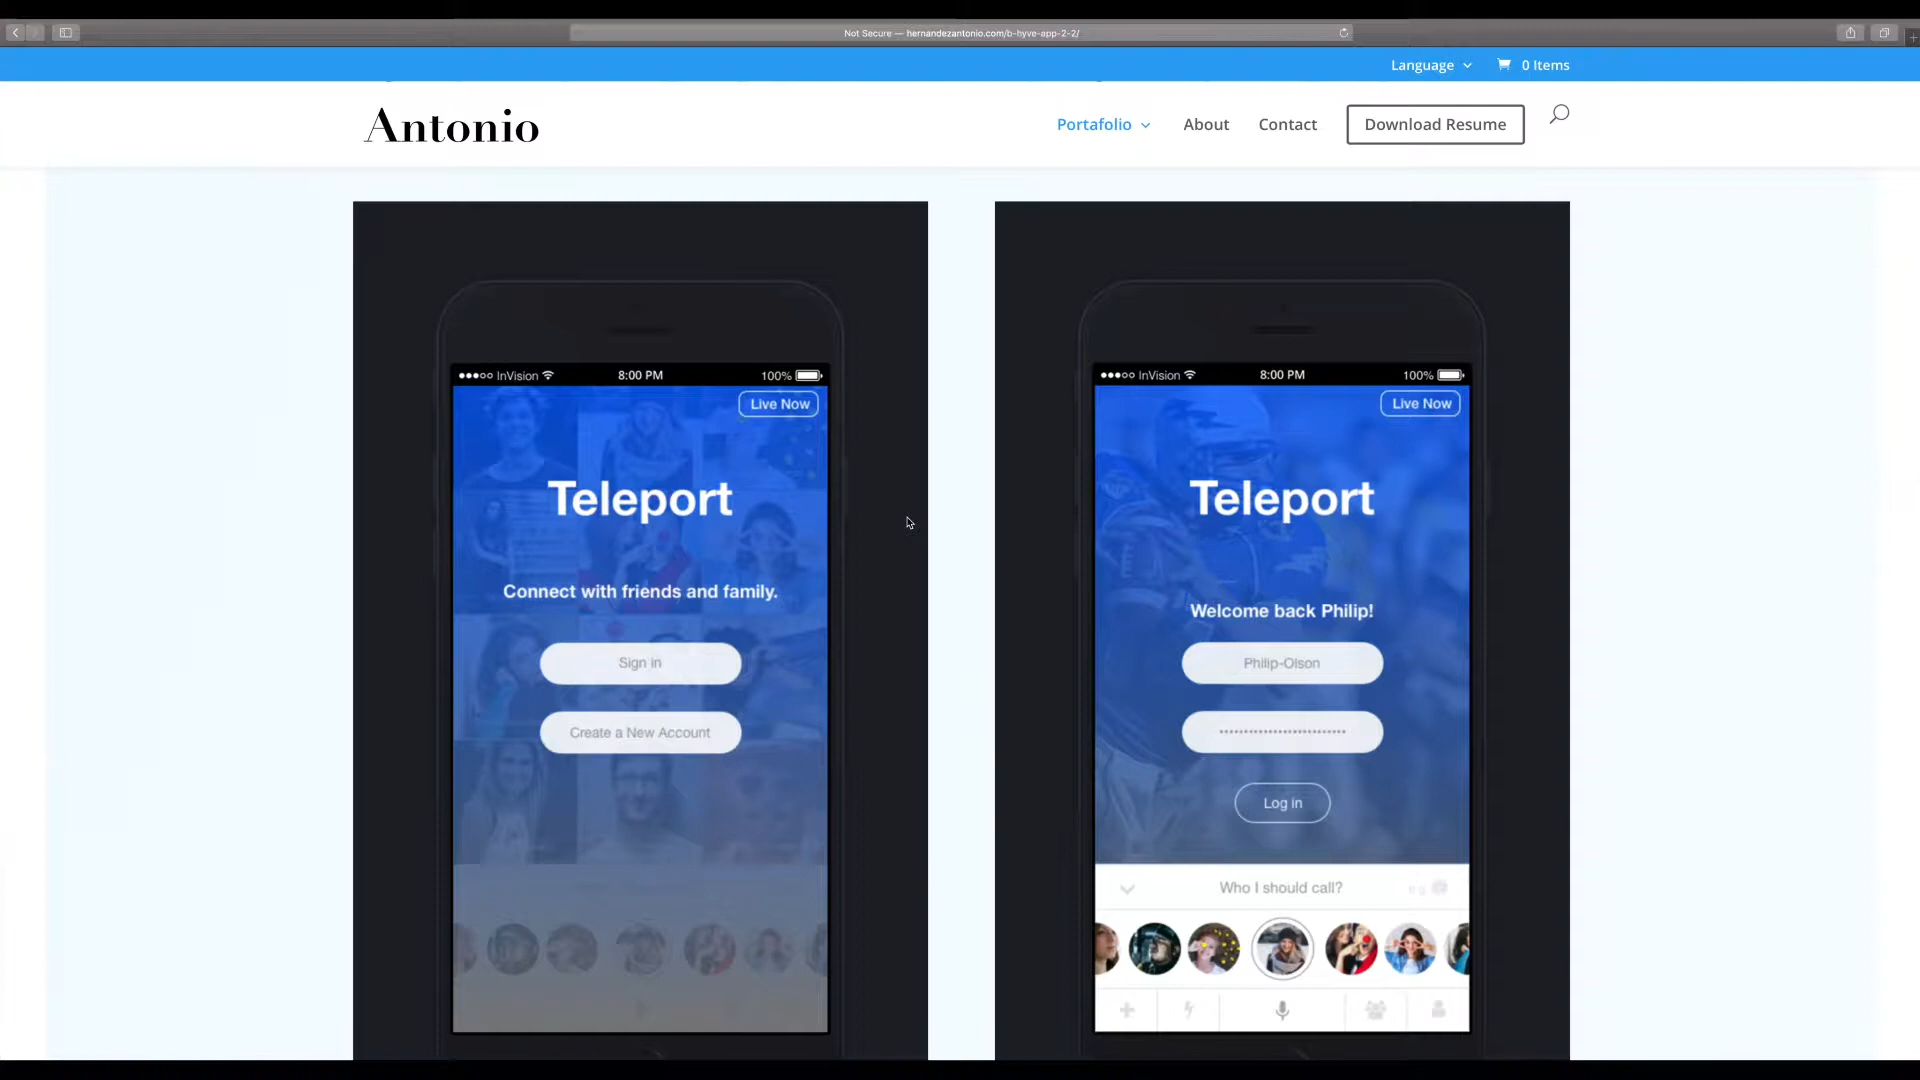 Not Secure — hernandezantonio.com/b-hyve-app-2-2/
Language 0 Items
Antonio
Portafolio About Contact Download Resume
InVision 8:00 PM 100%
Live Now
Teleport
Connect with friends and family.
Sign in
Create a New Account
InVision 8:00 PM 100%
Live Now
Teleport
Welcome back Philip!
Philip-Olson
Log in
Who I should call?